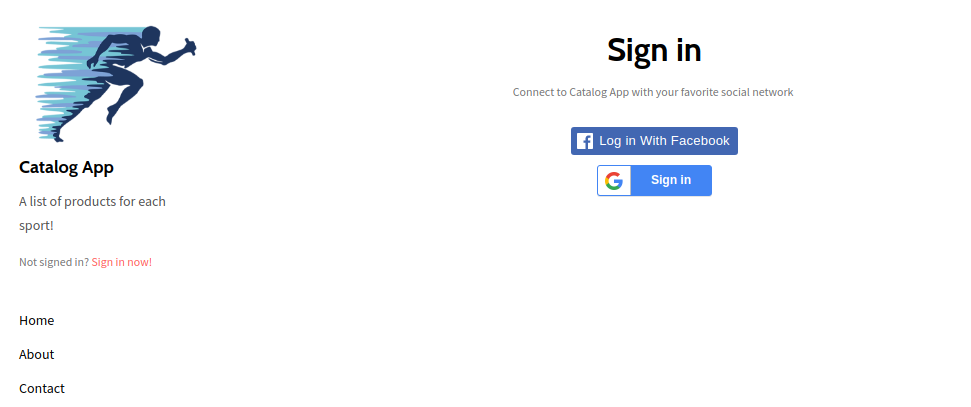 Catalog App
A list of products for each
sport!
Not signed in? Sign in now!
Home
About
Contact
Sign in
Connect to Catalog App with your favorite social network
Log in With Facebook
Sign in